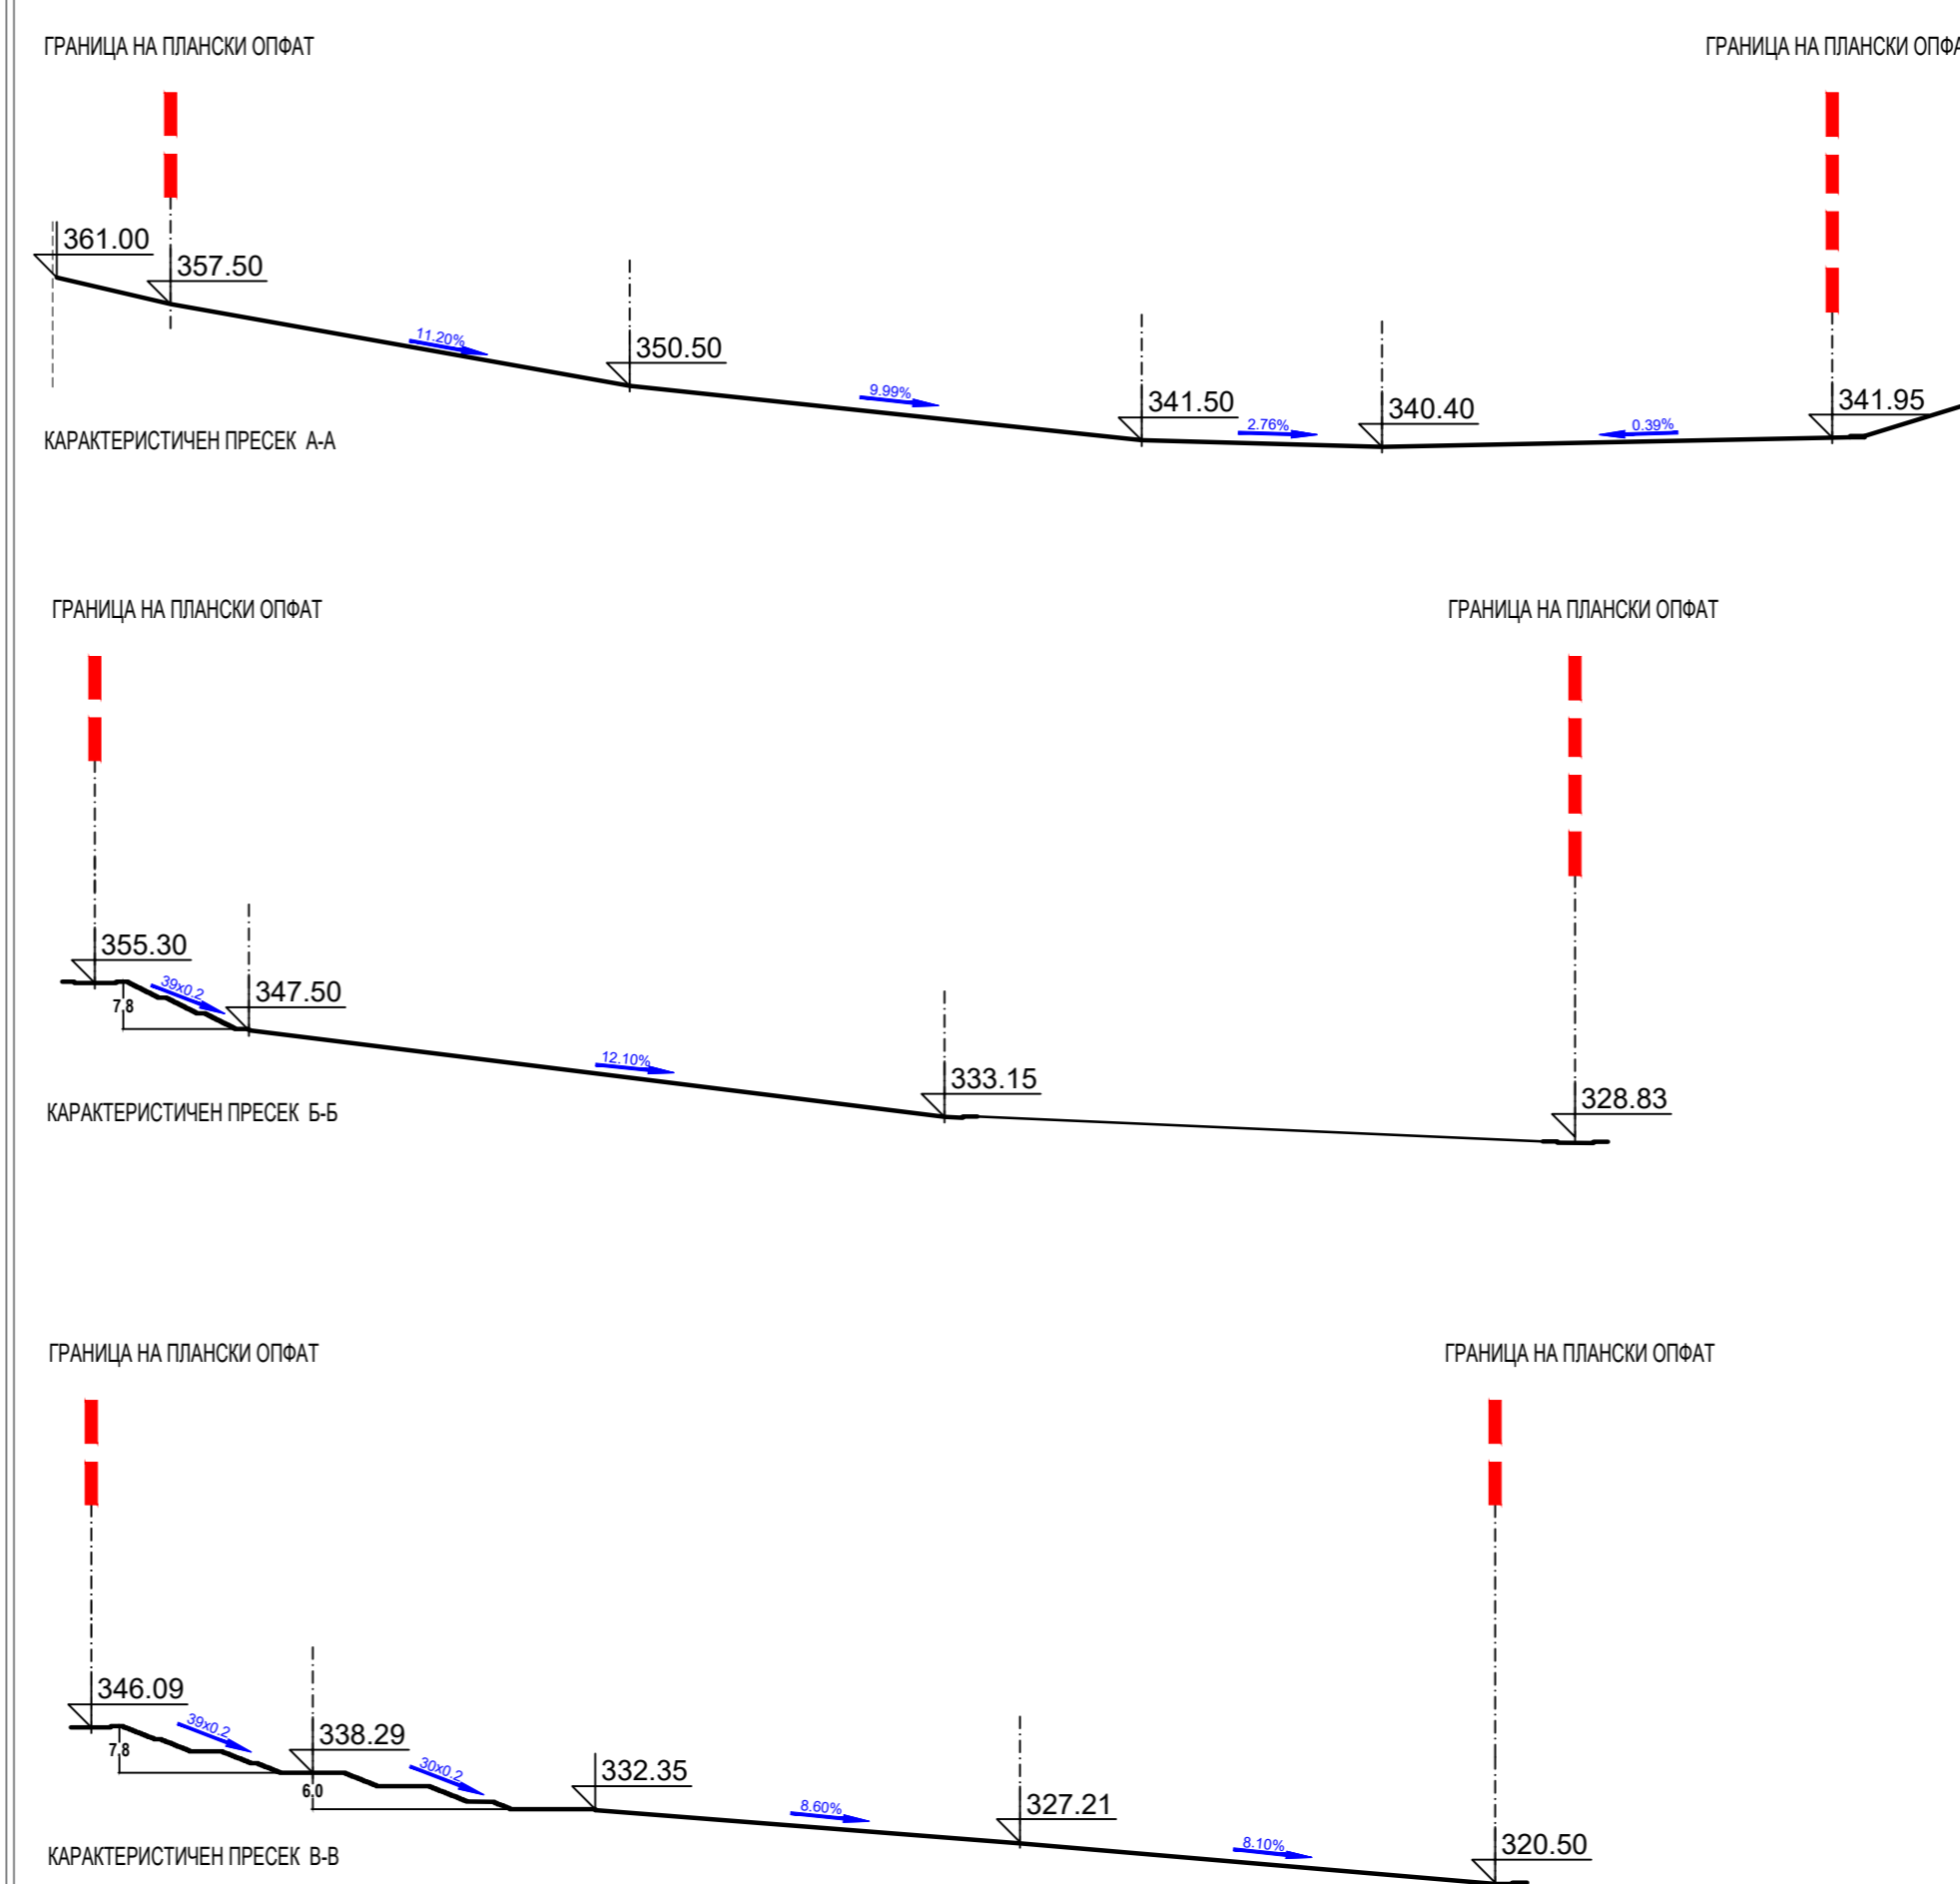 ГРАНИЦА НА ПЛАНСКИ ОПФАТ
ГРАНИЦА НА ПЛАНСКИ ОПФА
361.00
357.50
11.20%
350.50
9.99%
341.50
2.76%
340.40
0.39%
341.95
КАРАКТЕРИСТИЧЕН ПРЕСЕК А-А
ГРАНИЦА НА ПЛАНСКИ ОПФАТ
ГРАНИЦА НА ПЛАНСКИ ОПФАТ
355.30
39x0.2
7.8
347.50
12.10%
333.15
328.83
КАРАКТЕРИСТИЧЕН ПРЕСЕК Б-Б
ГРАНИЦА НА ПЛАНСКИ ОПФАТ
ГРАНИЦА НА ПЛАНСКИ ОПФАТ
346.09
39x0.2
7.8
338.29
30x0.2
6.0
332.35
8.60%
327.21
8.10%
320.50
КАРАКТЕРИСТИЧЕН ПРЕСЕК В-В